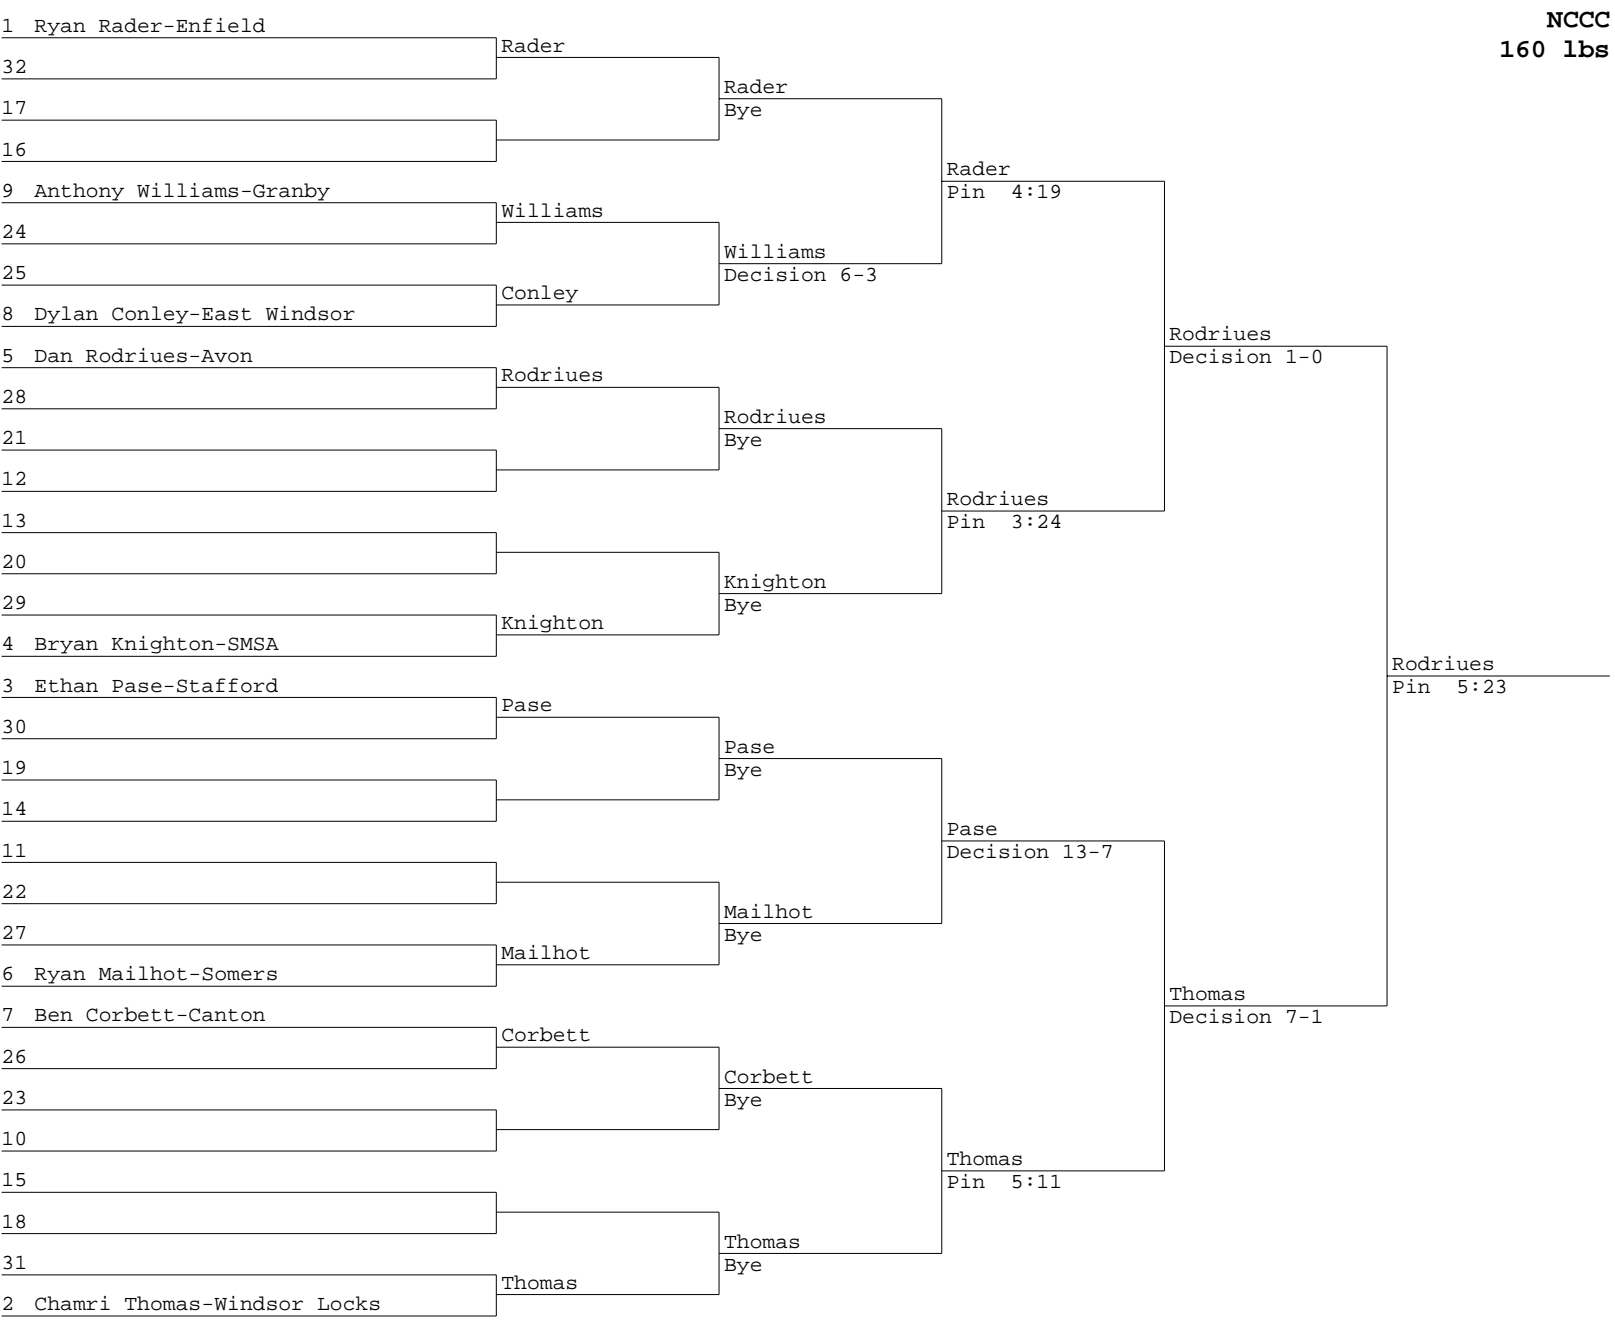 NCCC
160 lbs
1 Ryan Rader-Enfield
Rader
32
Rader
17
Bye
16
Rader
9 Anthony Williams-Granby
Pin 4:19
Williams
24
Williams
25
Decision 6-3
Conley
8 Dylan Conley-East Windsor
Rodriues
5 Dan Rodriues-Avon
Decision 1-0
Rodriues
28
Rodriues
21
Bye
12
Rodriues
13
Pin 3:24
20
Knighton
29
Bye
Knighton
4 Bryan Knighton-SMSA
Rodriues
3 Ethan Pase-Stafford
Pin 5:23
Pase
30
Pase
19
Bye
14
Pase
11
Decision 13-7
22
Mailhot
27
Bye
Mailhot
6 Ryan Mailhot-Somers
Thomas
7 Ben Corbett-Canton
Decision 7-1
Corbett
26
Corbett
23
Bye
10
Thomas
15
Pin 5:11
18
Thomas
31
Bye
Thomas
2 Chamri Thomas-Windsor Locks